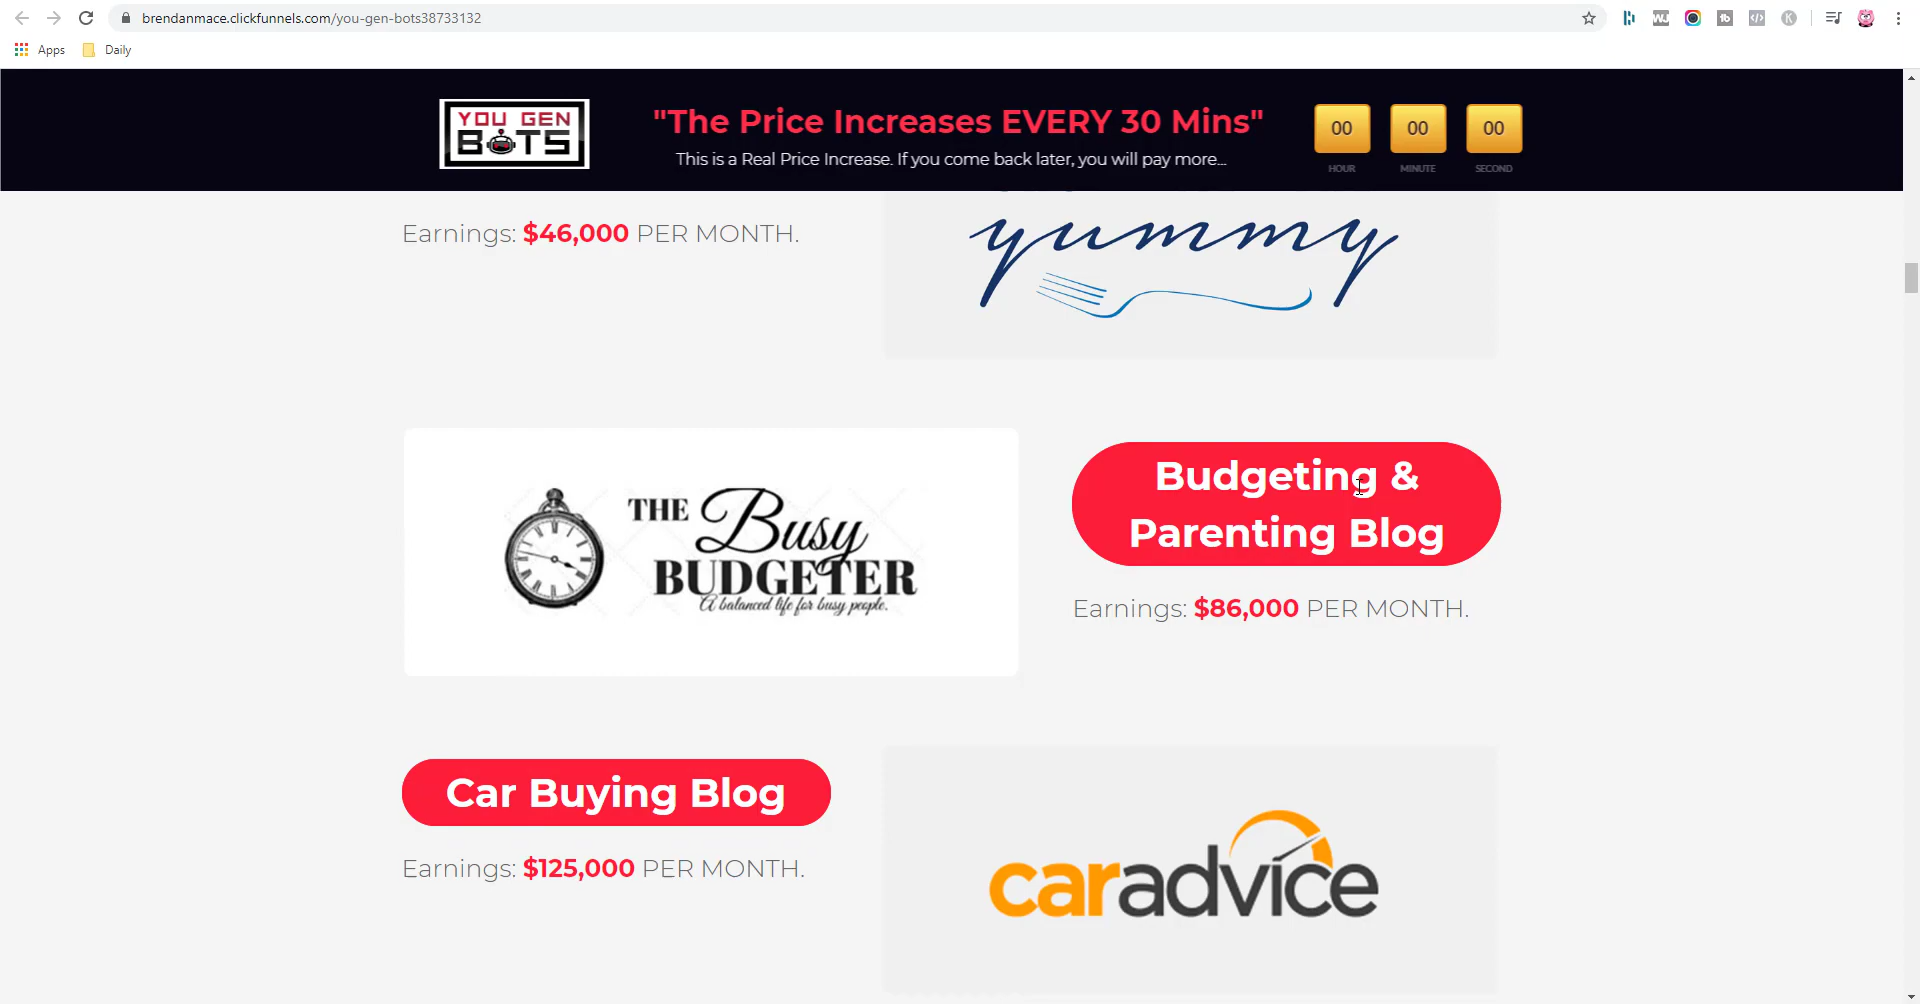 brendanmace.clickfunnels.com/you-gen-bots38733132
Apps
Daily
YOU GEN
BOTS
"The Price Increases EVERY 30 Mins"
This is a Real Price Increase. If you come back later, you will pay more...
00
00
00
HOUR
MINUTE
SECOND
Earnings: $46,000 PER MONTH.
yummy
THE Busy
BUDGETER
A balanced life for busy people.
Budgeting &
Parenting Blog
Earnings: $86,000 PER MONTH.
Car Buying Blog
Earnings: $125,000 PER MONTH.
caradvice